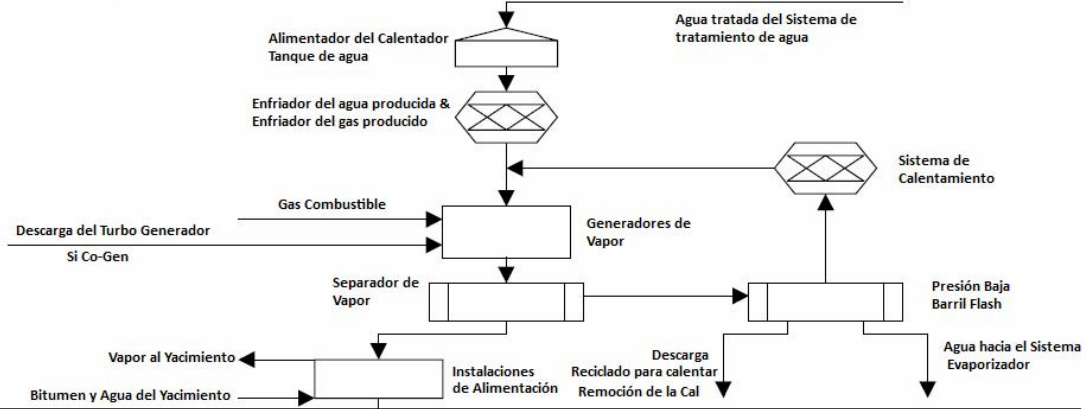 Agua tratada del Sistema de
tratamiento de agua
Alimentador del Calentador
Tanque de agua
Enfriador del agua producida &
Enfriador del gas producido
Sistema de
Calentamiento
Gas Combustible
Generadores de
Vapor
Descarga del Turbo Generador
Si Co-Gen
Separador de
Vapor
Presión Baja
Barril Flash
Vapor al Yacimiento
Bitumen y Agua del Yacimiento
Instalaciones
de Alimentación
Descarga
Reciclado para calentar
Remoción de la Cal
Agua hacia el Sistema
Evaporizador